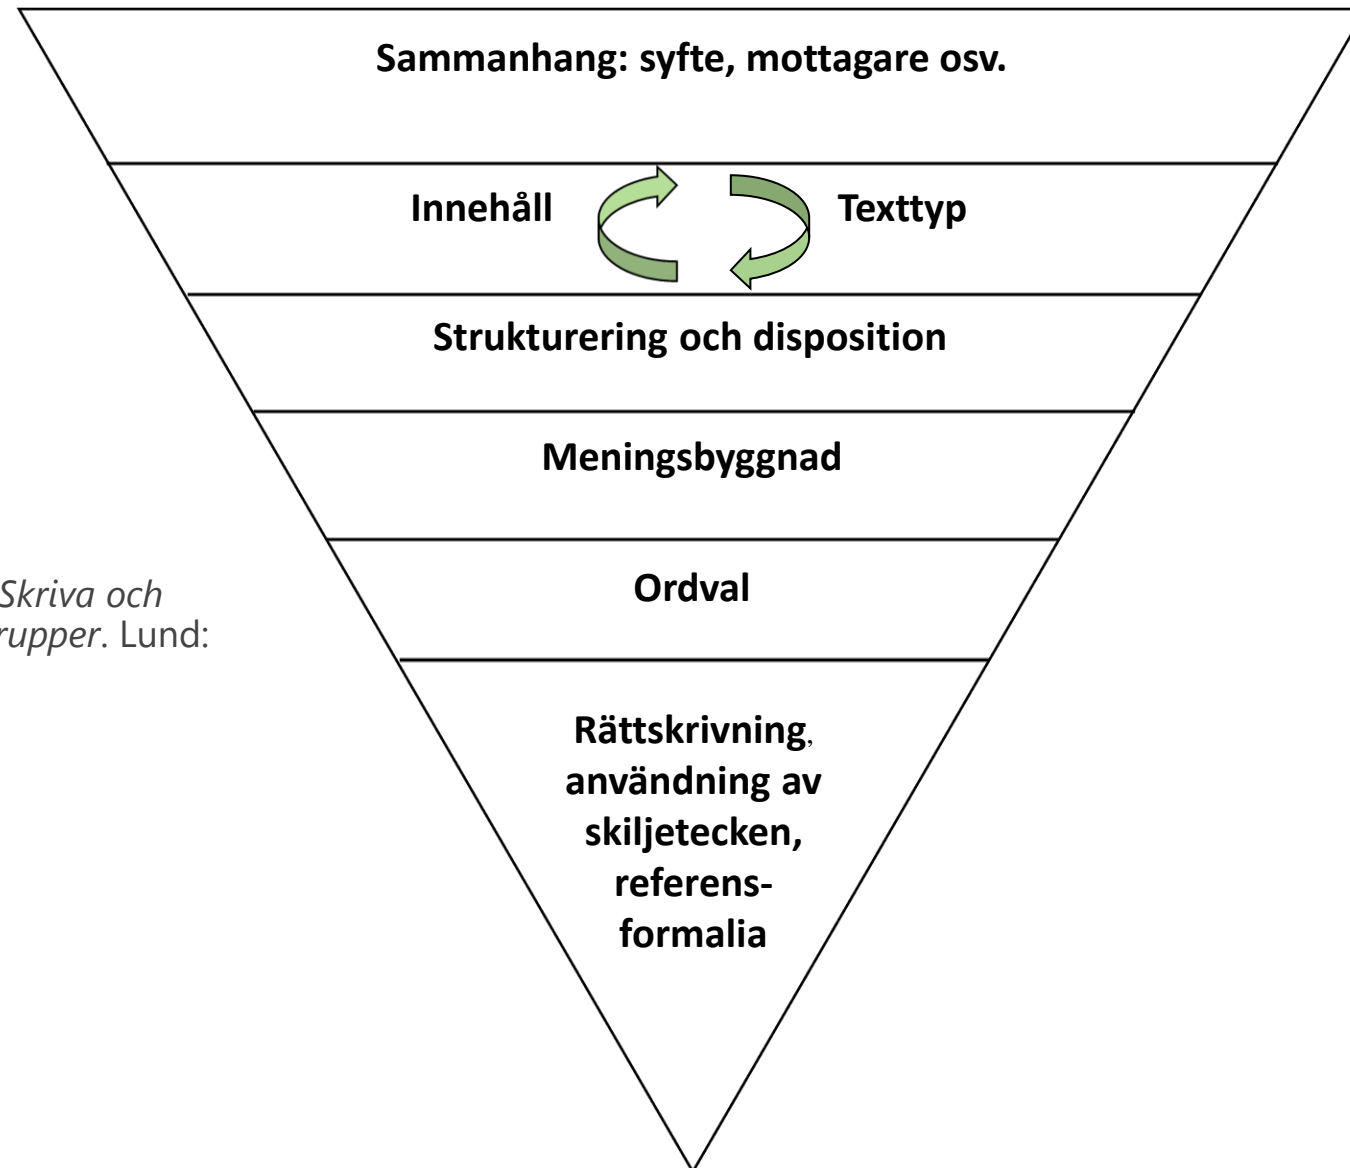 Sammanhang: syfte, mottagare osv.
Innehåll
Texttyp
Strukturering och disposition
Meningsbyggnad
Ordval
Skriva och
rupper. Lund:
Rättskrivning,
användning av
skiljetecken,
referens-
formalia